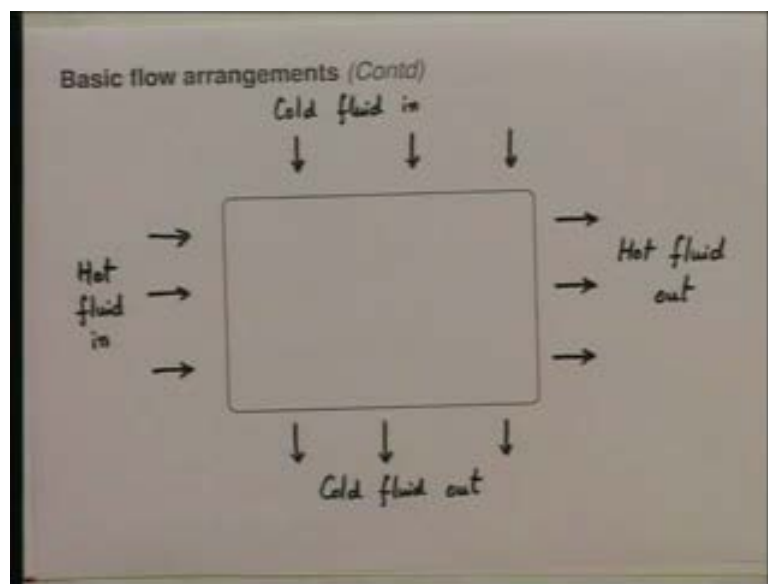 Basic flow arrangements (Contd)
Cold fluid in
Hot
fluid
in
Hot fluid
out
Cold fluid out